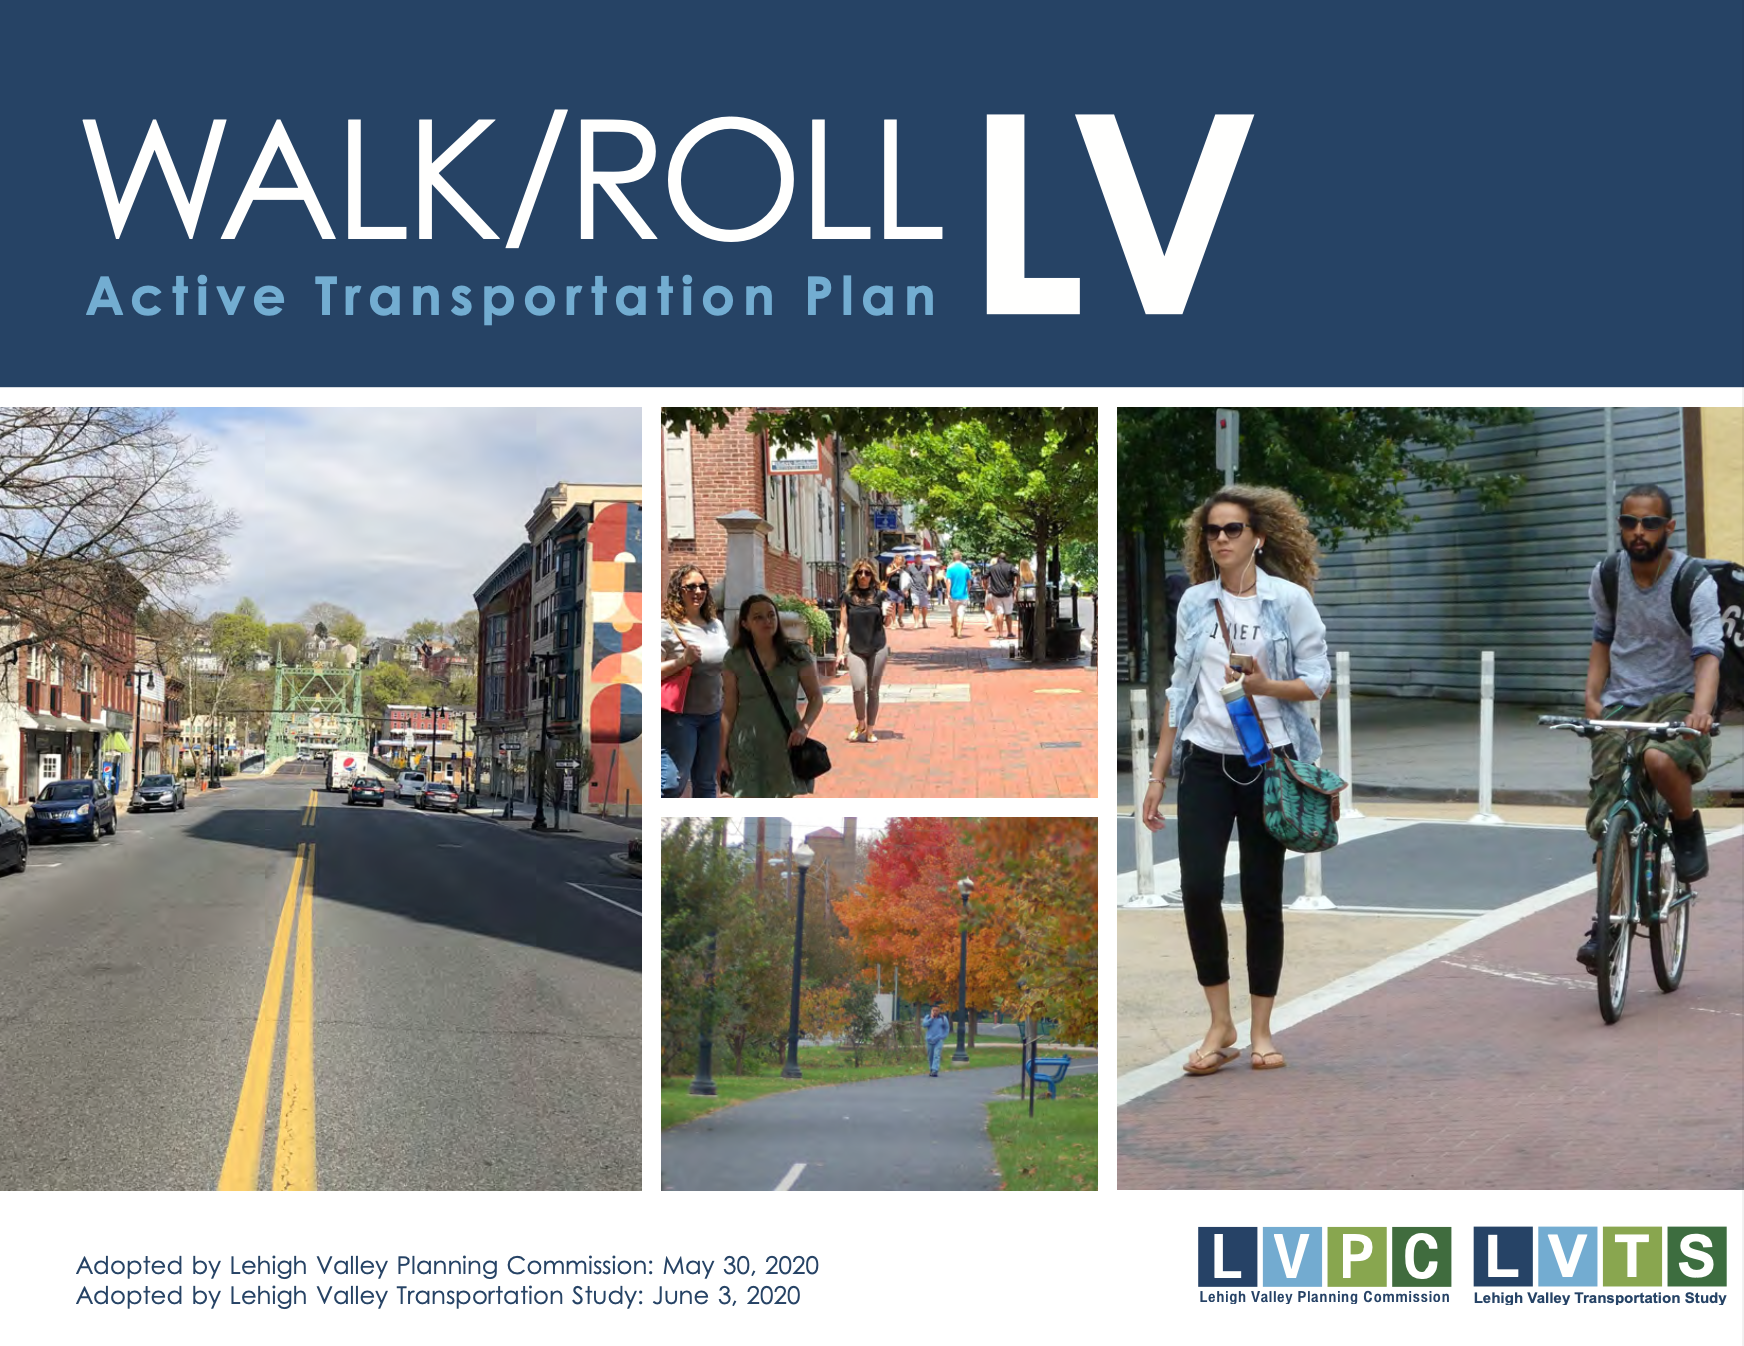 WALK/ROLL LV
Active Transportation Plan
QUIET
Adopted by Lehigh Valley Planning Commission: May 30, 2020
Adopted by Lehigh Valley Transportation Study: June 3, 2020
LVPC
Lehigh Valley Planning Commission
LVTS
Lehigh Valley Transportation Study